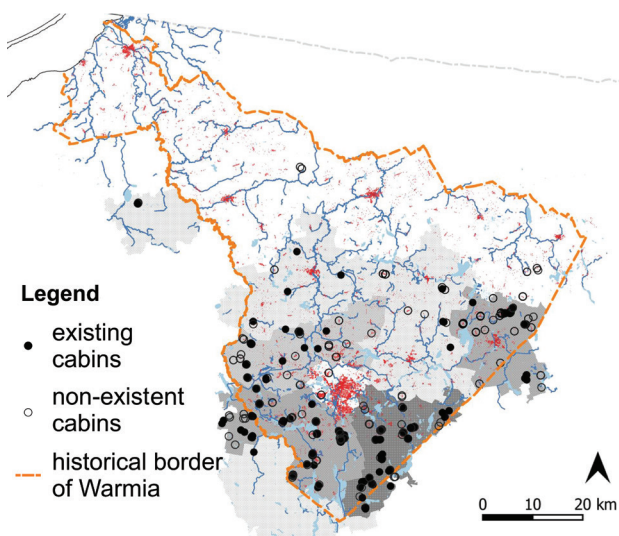 Legend
existing
cabins
non-existent
cabins
historical border
of Warmia
0 10 20 km